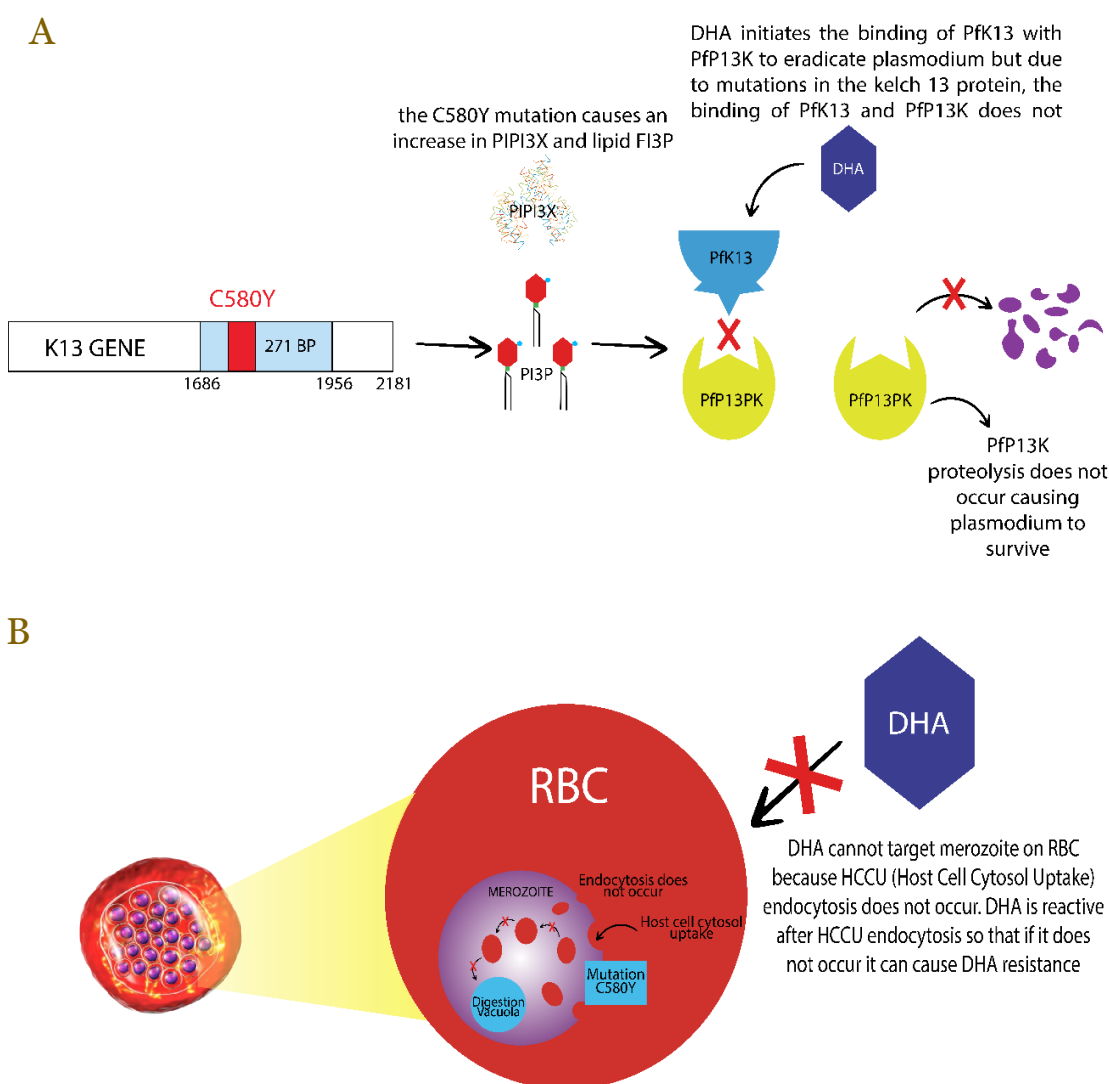 A
DHA initiates the binding of PfK13 with
PfP13K to eradicate plasmodium but due
to mutations in the kelch 13 protein, the
binding of PfK13 and PfP13K does not
the C580Y mutation causes an
increase in PIPI3X and lipid FI3P
DHA
PIPI3X
PfK13
C580Y
K13 GENE
271 BP
1686
1956
2181
PI3P
PfP13PK
PfP13PK
PfP13K
proteolysis does not
occur causing
plasmodium to
survive
B
DHA
RBC
DHA cannot target merozoite on RBC
because HCCU (Host Cell Cytosol Uptake)
endocytosis does not occur. DHA is reactive
after HCCU endocytosis so that if it does
not occur it can cause DHA resistance
MEROZOITE
Endocytosis does
not occur
Host cell cytosol
uptake
Mutation
C580Y
Digestion
Vacuola